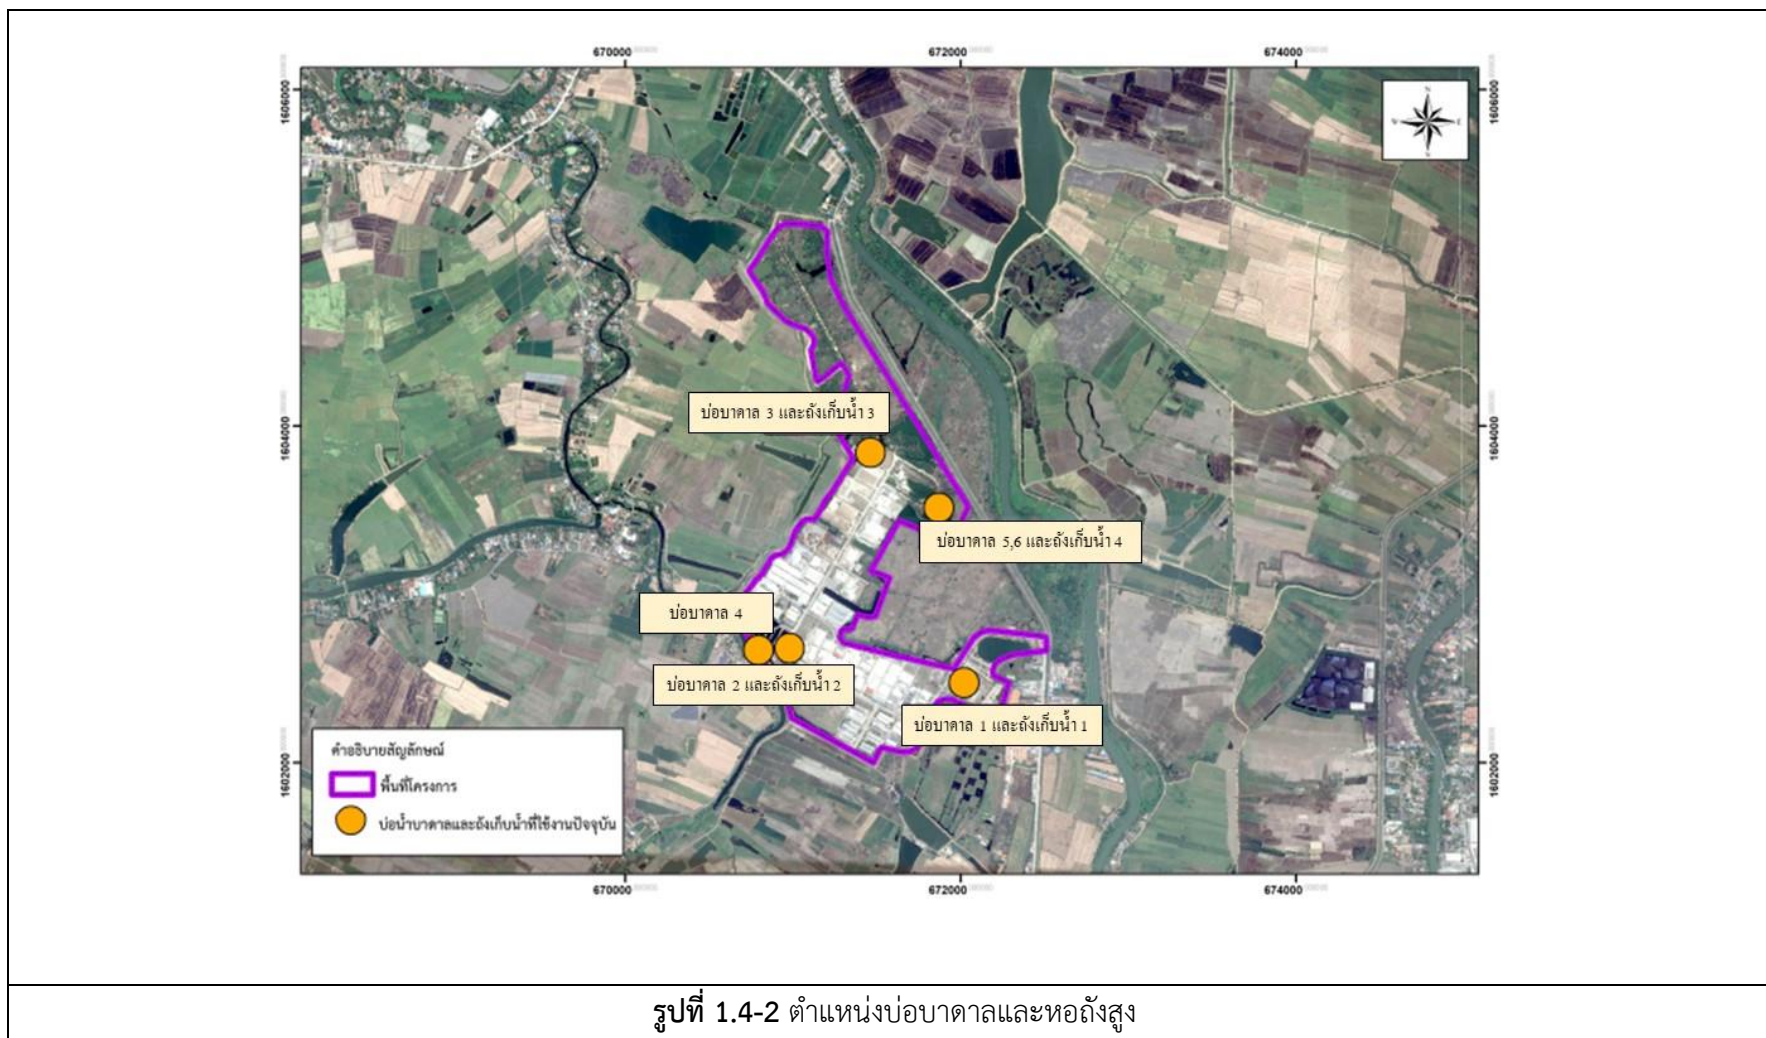 670000
672000
674000
1606000
1606000
N
W
E
S
บ่อบาดาล 3 และถังเก็บน้ำ 3
1604000
1604000
บ่อบาดาล 5,6 และถังเก็บน้ำ 4
บ่อบาดาล 4
บ่อบาดาล 2 และถังเก็บน้ำ 2
บ่อบาดาล 1 และถังเก็บน้ำ 1
1602000
1602000
คำอธิบายสัญลักษณ์
พื้นที่โครงการ
บ่อน้ำบาดาลและถังเก็บน้ำที่ใช้งานปัจจุบัน
670000
672000
674000
รูปที่ 1.4-2 ตำแหน่งบ่อบาดาลและหอถังสูง